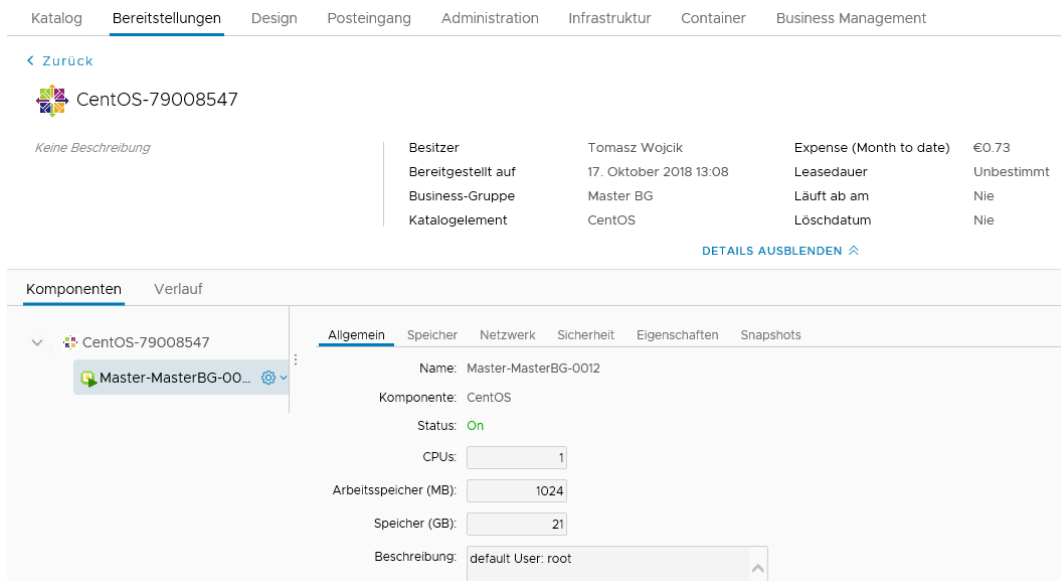 Katalog Bereitstellungen Design Posteingang Administration Infrastruktur Container Business Management
Zurück
CentOS-79008547
Keine Beschreibung
Besitzer Tomasz Wojcik Expense (Month to date) €0.73
Bereitgestellt auf 17. Oktober 2018 13:08 Leasedauer Unbestimmt
Business-Gruppe Master BG Läuft ab am Nie
Katalogelement CentOS Löschdatum Nie
DETAILS AUSBLENDEN
Komponenten Verlauf
CentOS-79008547
Master-MasterBG-00...
Allgemein Speicher Netzwerk Sicherheit Eigenschaften Snapshots
Name: Master-MasterBG-0012
Komponente: CentOS
Status: On
CPUs: 1
Arbeitsspeicher (MB): 1024
Speicher (GB): 21
Beschreibung: default User: root